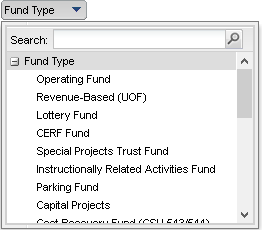 Fund Type
Search:
Fund Type
Operating Fund
Revenue-Based (UOF)
Lottery Fund
CERF Fund
Special Projects Trust Fund
Instructionally Related Activities Fund
Parking Fund
Capital Projects
Cost Recovery Fund (CSU 543/544)